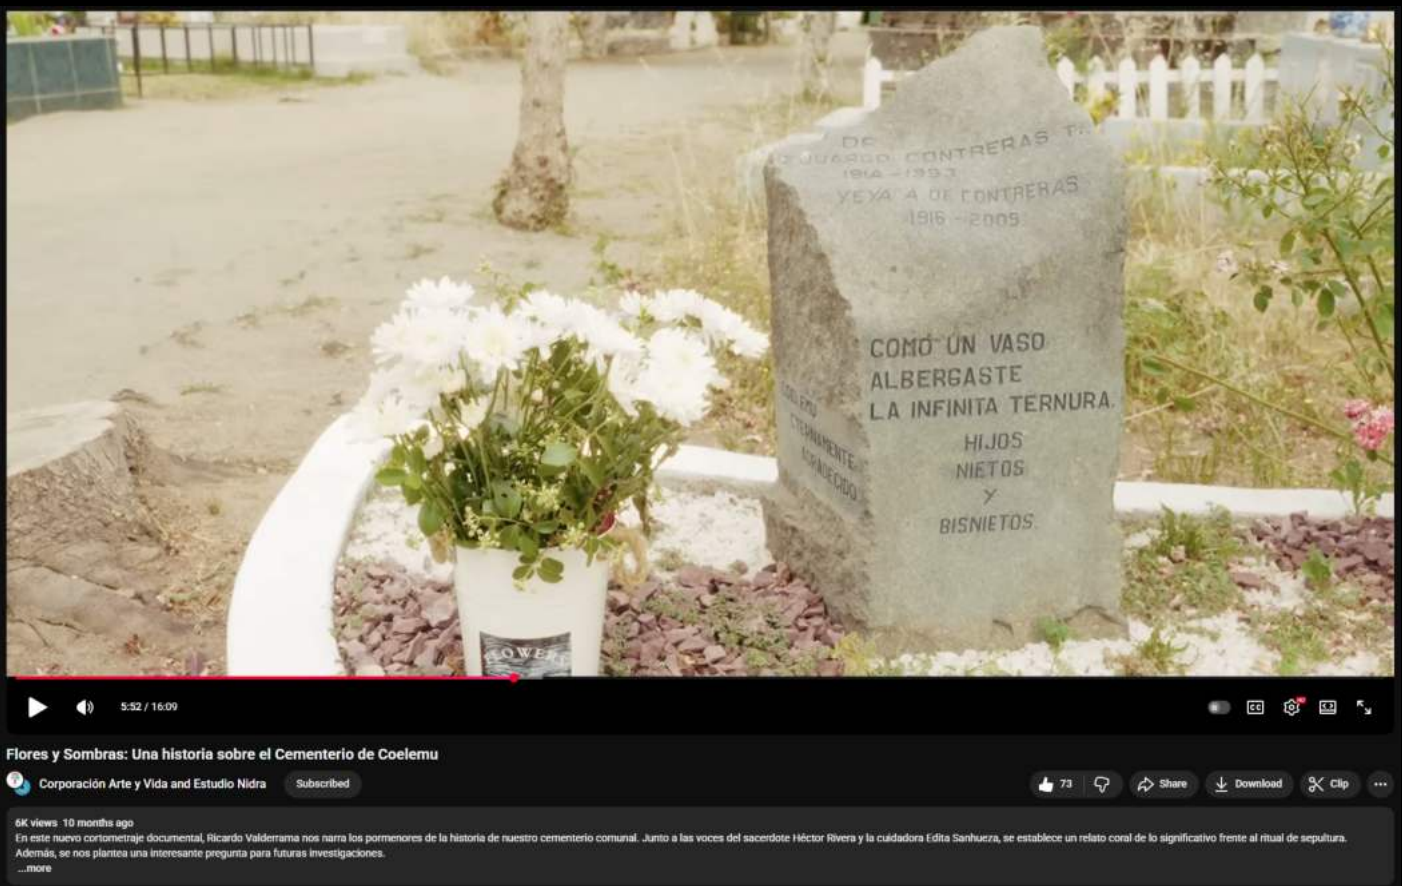 DE
EDUARDO CONTRERAS T.
1914 - 1993
YEYA A DE CONTRERAS
1916 - 2009
COMO UN VASO
ALBERGASTE
LA INFINITA TERNURA.
HIJOS
NIETOS
Y
BISNIETOS.
COELEMU
ETERNAMENTE
AGRADECIDO
FLOWERS
5:52 / 16:09
CC
Flores y Sombras: Una historia sobre el Cementerio de Coelemu
Corporación Arte y Vida and Estudio Nidra Subscribed 73 Share Download Clip
6K views 10 months ago
En este nuevo cortometraje documental, Ricardo Valderrama nos narra los pormenores de la historia de nuestro cementerio comunal. Junto a las voces del sacerdote Héctor Rivera y la cuidadora Edita Sanhueza, se establece un relato coral de lo significativo frente al ritual de sepultura.
Además, se nos plantea una interesante pregunta para futuras investigaciones.
...more